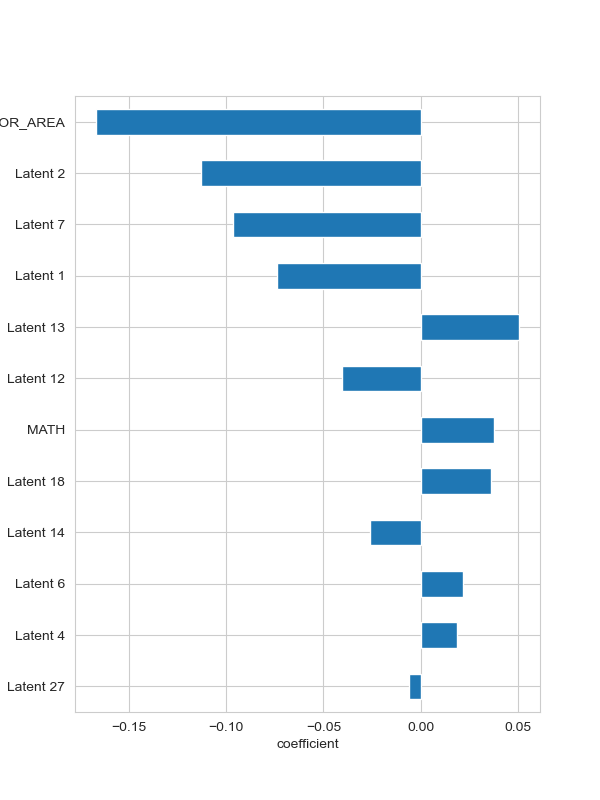 OR_AREA
Latent 2
Latent 7
Latent 1
Latent 13
Latent 12
MATH
Latent 18
Latent 14
Latent 6
Latent 4
Latent 27
−0.15 −0.10 −0.05 0.00 0.05
coefficient